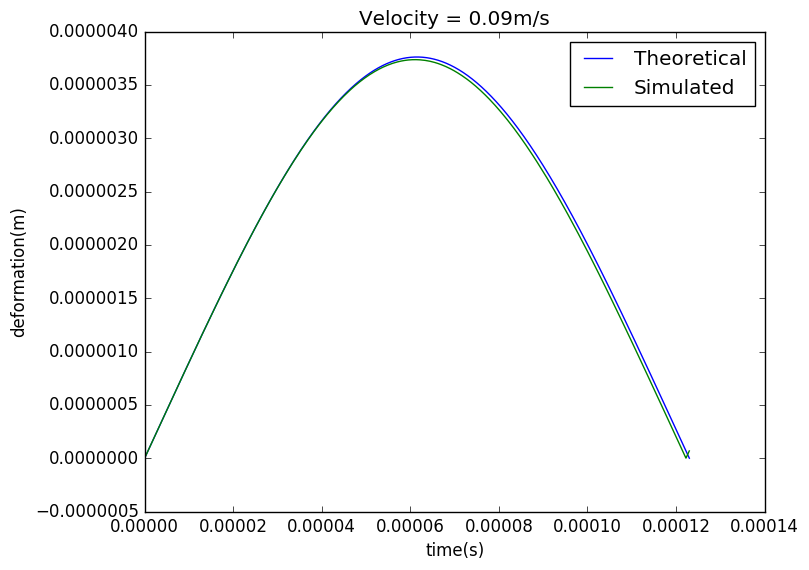 Velocity = 0.09m/s
Theoretical
Simulated
0.0000040
0.0000035
0.0000030
0.0000025
0.0000020
0.0000015
0.0000010
0.0000005
0.0000000
−0.0000005
deformation(m)
0.00000 0.00002 0.00004 0.00006 0.00008 0.00010 0.00012 0.00014
time(s)